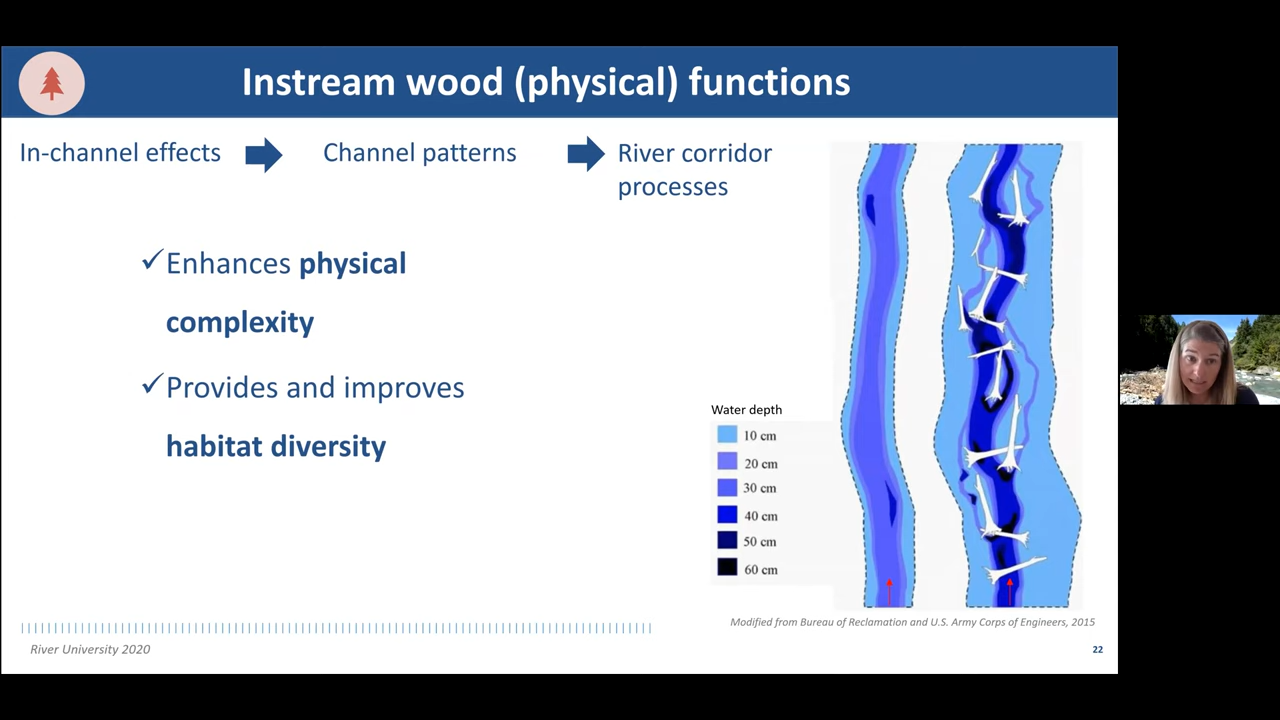 Instream wood (physical) functions
In-channel effects
Channel patterns
River corridor
processes
Enhances physical
complexity
Provides and improves
habitat diversity
Water depth
10 cm
20 cm
30 cm
40 cm
50 cm
60 cm
Modified from Bureau of Reclamation and U.S. Army Corps of Engineers, 2015
River University 2020
22